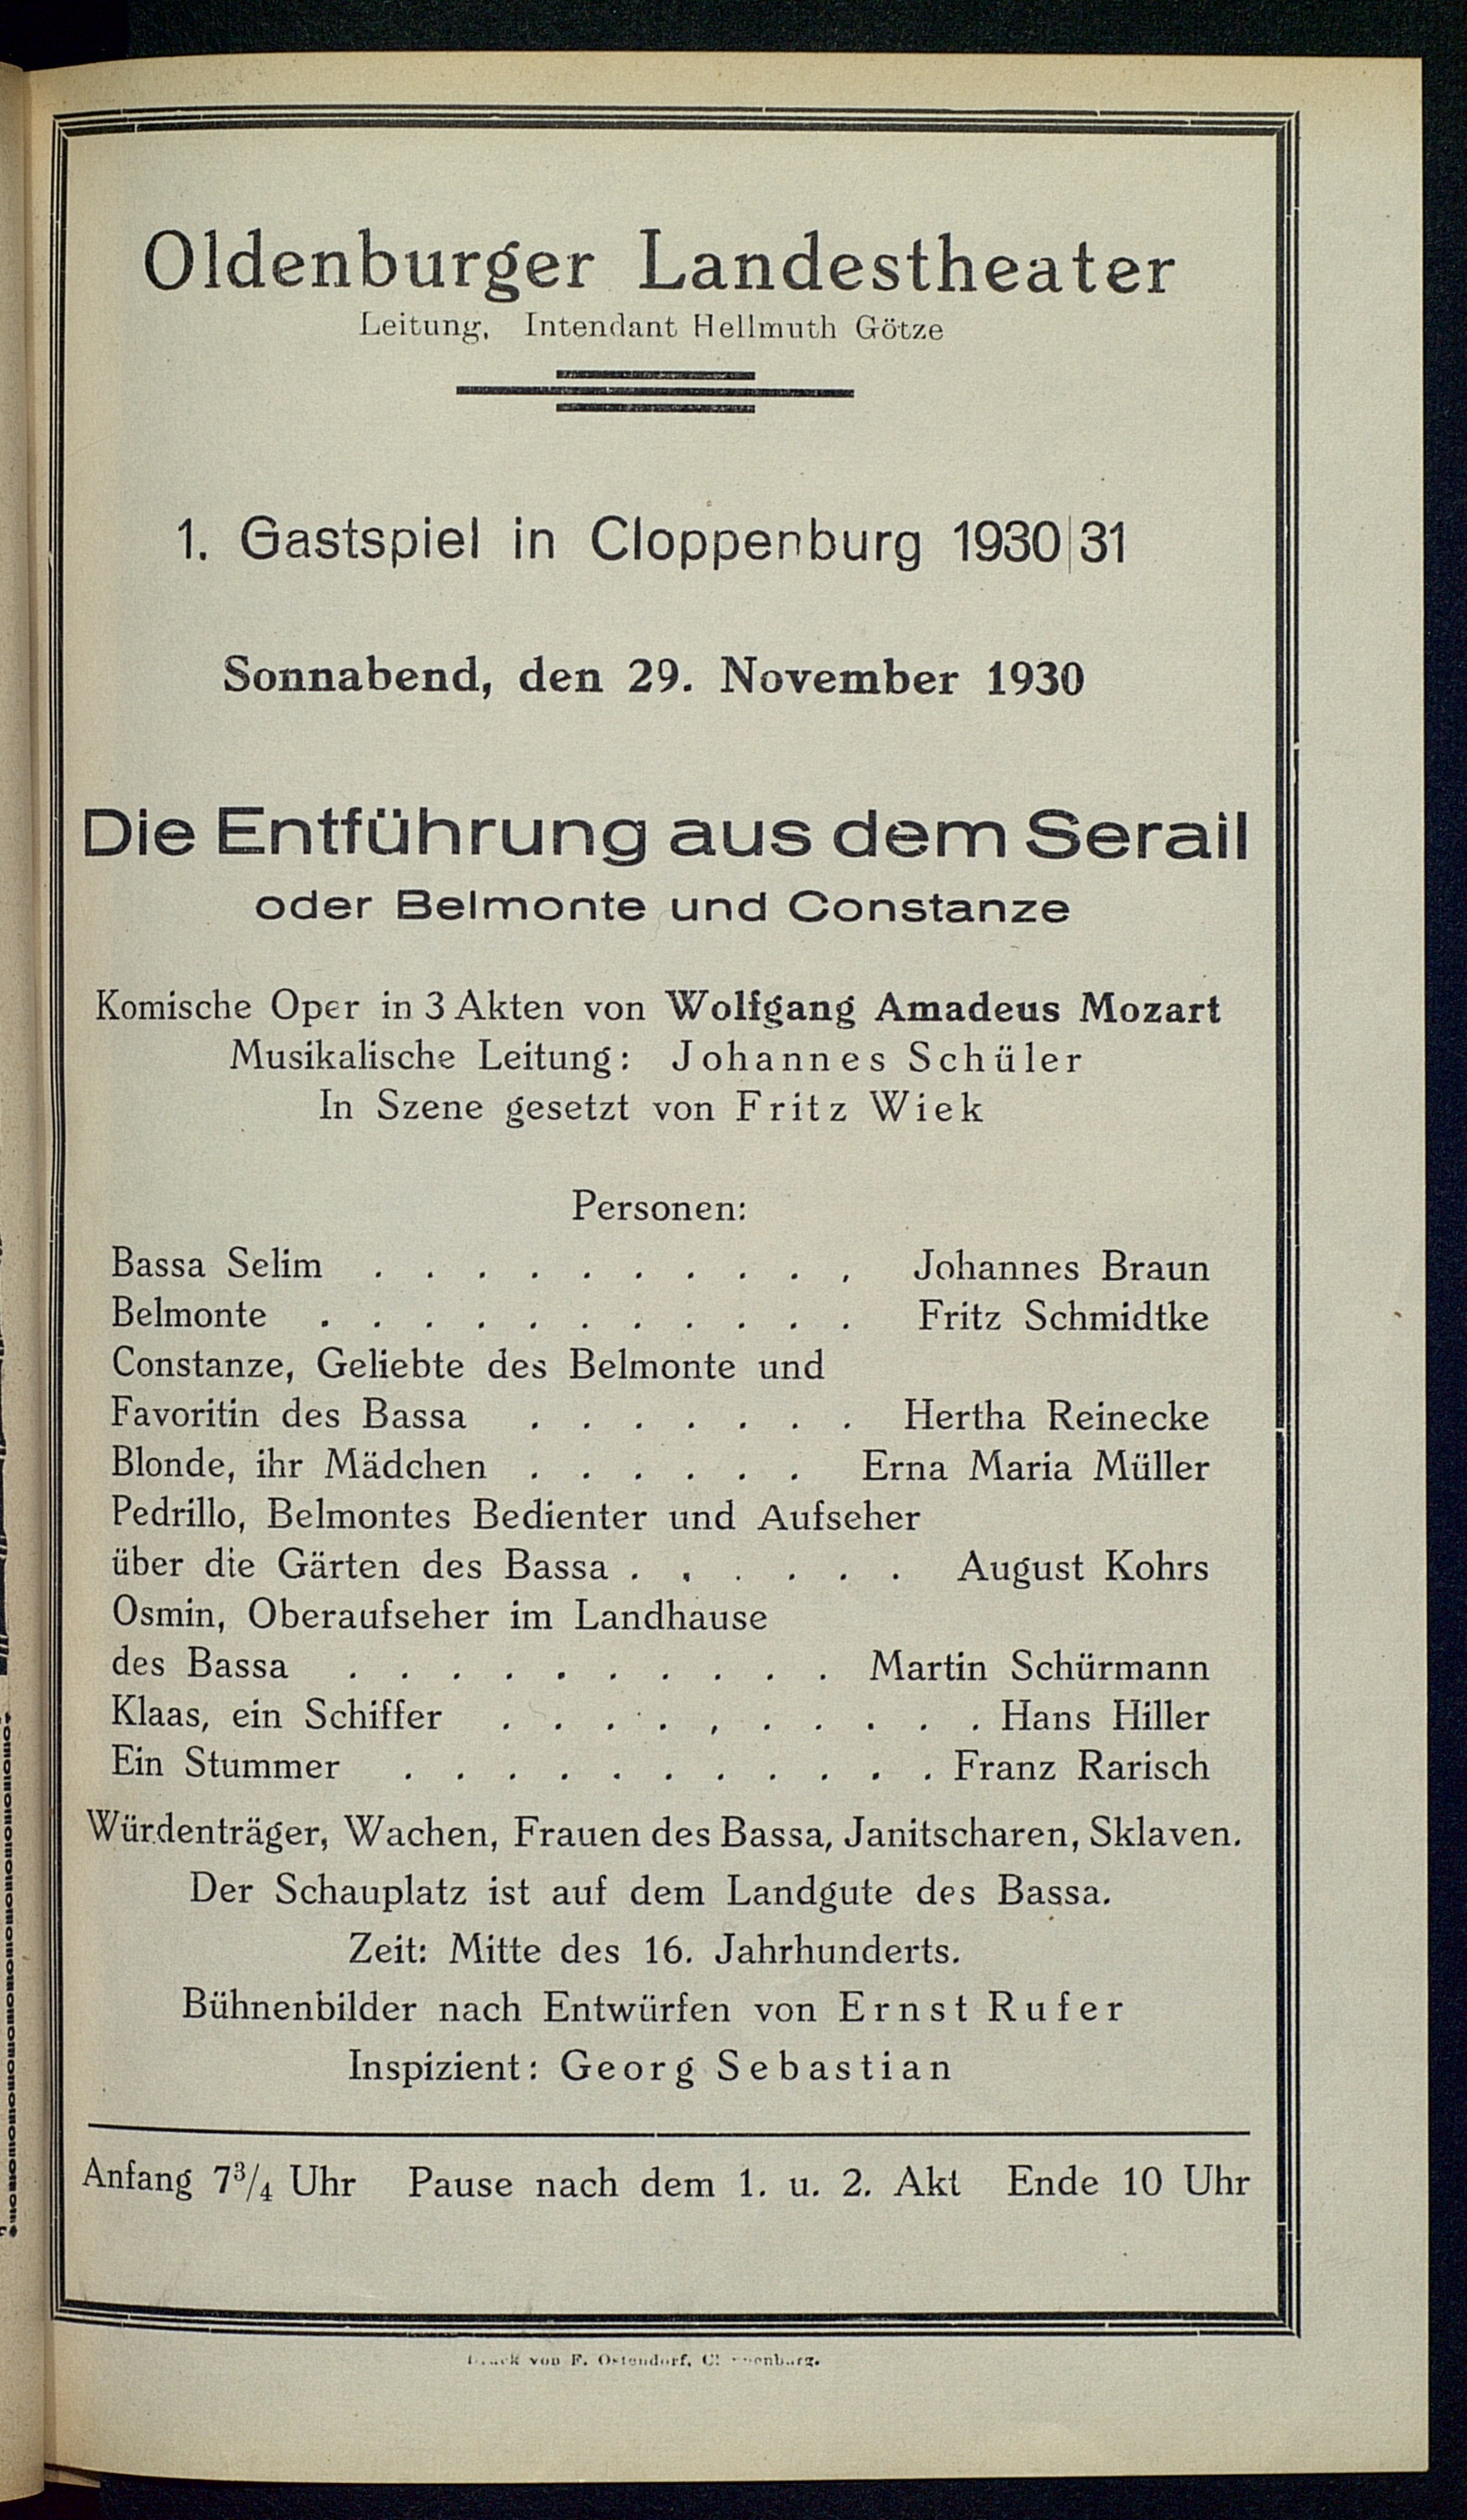 Oldenburger Landestheater
Leitung, Intendant Hellmuth Götze
1. Gastspiel in Cloppenburg 1930|31
Sonnabend, den 29. November 1930
Die Entführung aus dem Serail
oder Belmonte und Constanze
Komische Oper in 3 Akten von Wolfgang Amadeus Mozart
Musikalische Leitung: Johannes Schüler
In Szene gesetzt von Fritz Wiek
Personen:
Bassa Selim . . . . . . . . . . Johannes Braun
Belmonte . . . . . . . . . . . Fritz Schmidtke
Constanze, Geliebte des Belmonte und
Favoritin des Bassa . . . . . . . Hertha Reinecke
Blonde, ihr Mädchen . . . . . . Erna Maria Müller
Pedrillo, Belmontes Bedienter und Aufseher
über die Gärten des Bassa . . . . . . August Kohrs
Osmin, Oberaufseher im Landhause
des Bassa . . . . . . . . . . Martin Schürmann
Klaas, ein Schiffer . . . . . . . . . . Hans Hiller
Ein Stummer . . . . . . . . . . . Franz Rarisch
Würdenträger, Wachen, Frauen des Bassa, Janitscharen, Sklaven.
Der Schauplatz ist auf dem Landgute des Bassa.
Zeit: Mitte des 16. Jahrhunderts.
Bühnenbilder nach Entwürfen von Ernst Rufer
Inspizient: Georg Sebastian
Anfang 7¾ Uhr Pause nach dem 1. u. 2. Akt Ende 10 Uhr
Druck von F. Ostendorf, Cloppenburg.